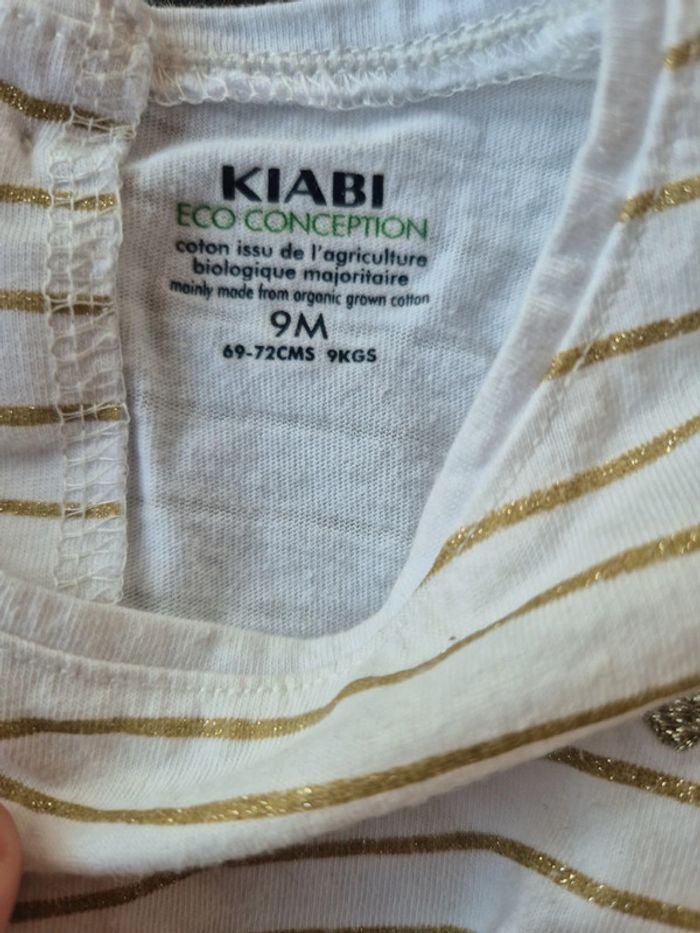 KIABI
ECO CONCEPTION
coton issu de l'agriculture
biologique majoritaire
mainly made from organic grown cotton
9M
69-72CMS 9KGS